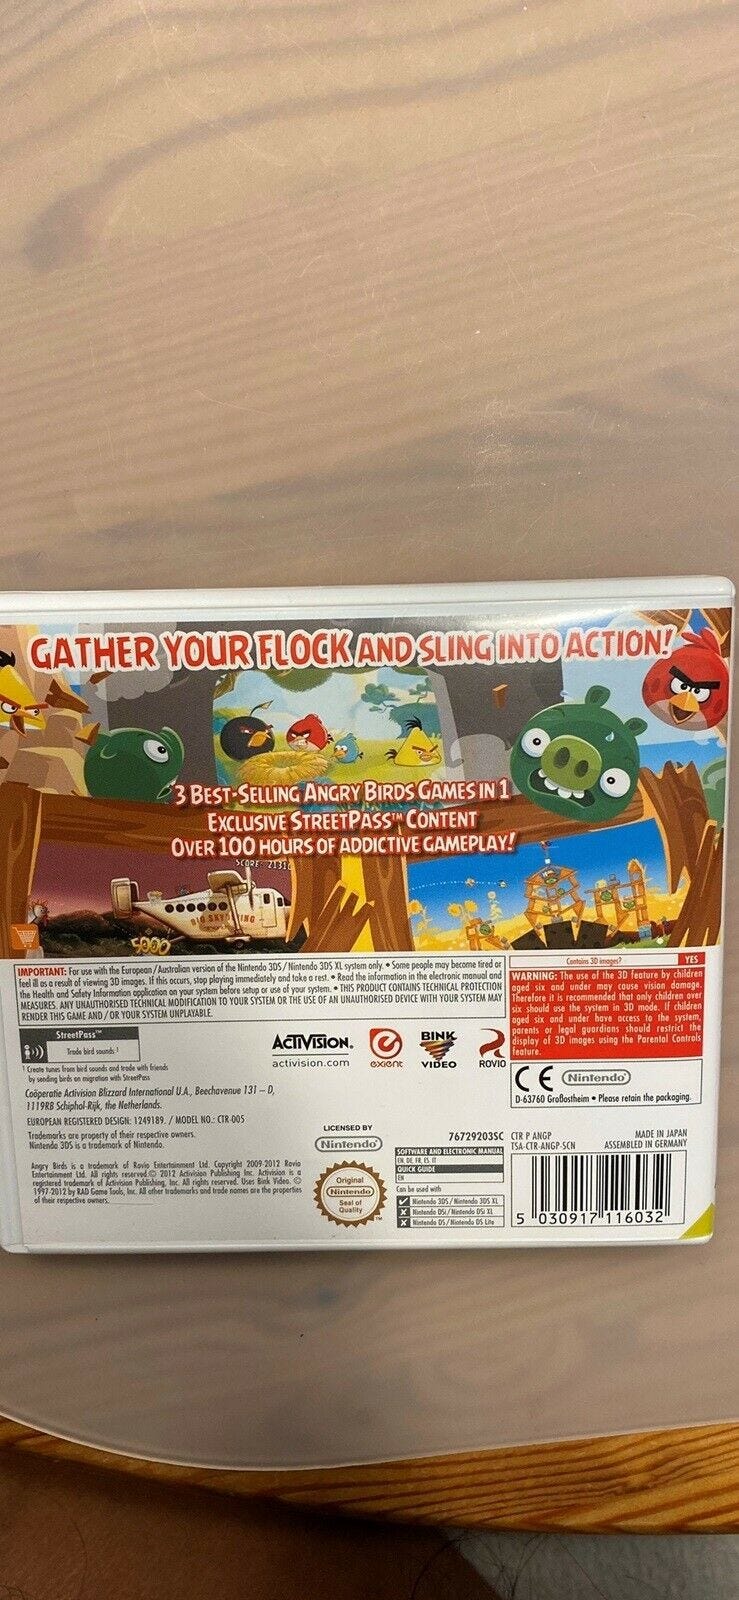 GATHER YOUR FLOCK AND SLING INTO ACTION!
3 BEST-SELLING ANGRY BIRDS GAMES IN 1
EXCLUSIVE STREETPASS™ CONTENT
OVER 100 HOURS OF ADDICTIVE GAMEPLAY!
SCORE: 2131
5000
IMPORTANT: For use with the European/Australian version of the Nintendo 3DS/Nintendo 3DS XL system only. • Some people may become tired or
feel ill as a result of viewing 3D images. If this occurs, stop playing immediately and take a rest. • Read the information in the electronic manual and
the Health and Safety Information application on your system before setup or use of your system. • THIS PRODUCT CONTAINS TECHNICAL PROTECTION
MEASURES. ANY UNAUTHORISED TECHNICAL MODIFICATION TO YOUR SYSTEM OR THE USE OF AN UNAUTHORISED DEVICE WITH YOUR SYSTEM MAY
RENDER THIS GAME AND/OR YOUR SYSTEM UNPLAYABLE.
Contains 3D images? YES
WARNING: The use of the 3D feature by children
aged six and under may cause vision damage.
Therefore it is recommended that only children over
six should use the system in 3D mode. If children
aged six and under have access to the system,
parents or legal guardians should restrict the
display of 3D images using the Parental Controls
feature.
StreetPass™
Trade bird sounds ¹
¹ Create tunes from bird sounds and trade with friends
by sending birds on migration with StreetPass
ACTIVISION.
activision.com
exient
BINK
VIDEO
ROVIO
CE Nintendo®
D-63760 Großostheim • Please retain the packaging.
Coöperatie Activision Blizzard International U.A., Beechavenue 131 – D,
1119RB Schiphol-Rijk, the Netherlands.
EUROPEAN REGISTERED DESIGN: 1249189. / MODEL NO.: CTR-005
Trademarks are property of their respective owners.
Nintendo 3DS is a trademark of Nintendo.
Angry Birds is a trademark of Rovio Entertainment Ltd. Copyright 2009-2012 Rovio
Entertainment Ltd. All rights reserved. © 2012 Activision Publishing Inc. Activision is a
registered trademark of Activision Publishing, Inc. All rights reserved. Uses Bink Video. ©
1997-2012 by RAD Game Tools, Inc. All other trademarks and trade names are the properties
of their respective owners.
LICENSED BY
Nintendo®
Original
Nintendo
Seal of
Quality
TM
76729203SC
SOFTWARE AND ELECTRONIC MANUAL
EN, DE, FR, ES, IT
QUICK GUIDE
EN
Can be used with
Nintendo 3DS/Nintendo 3DS XL
Nintendo DSi/Nintendo DSi XL
Nintendo DS/Nintendo DS Lite
CTR P ANGP MADE IN JAPAN
TSA-CTR-ANGP-SCN ASSEMBLED IN GERMANY
5 030917 116032